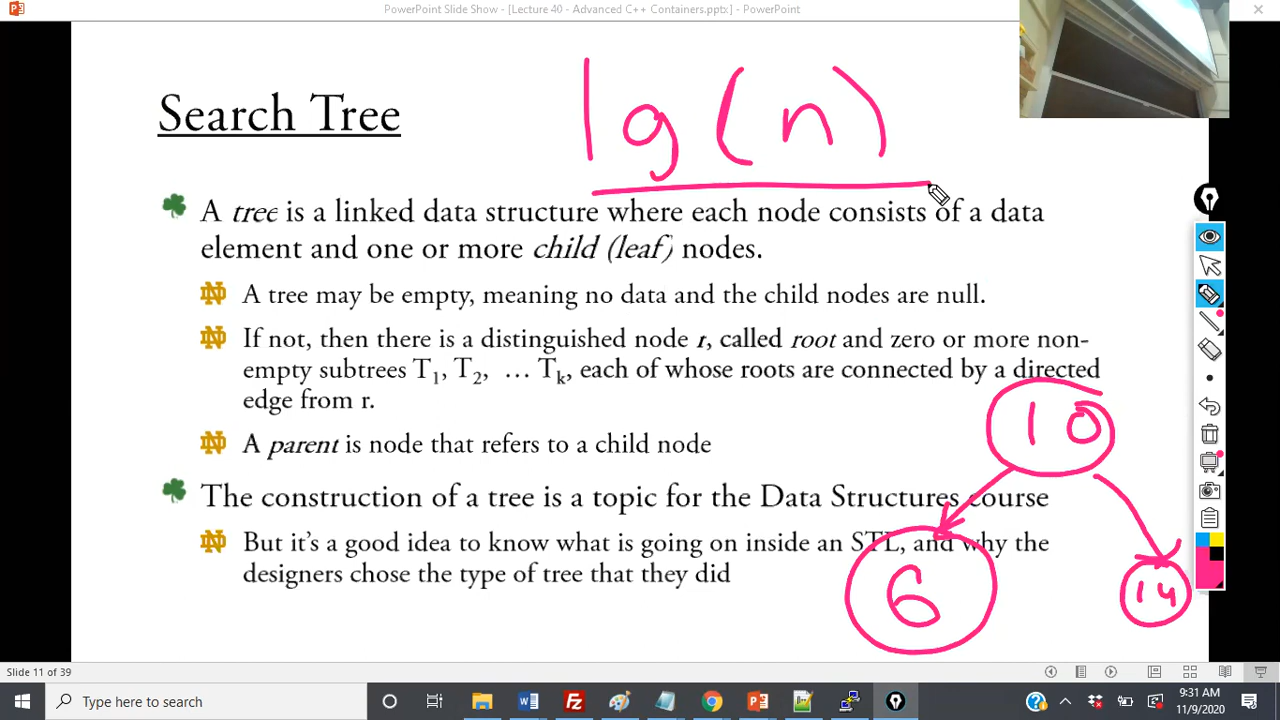 PowerPoint Slide Show - [Lecture 40 - Advanced C++ Containers.pptx] - PowerPoint
Search Tree
lg(n)
A tree is a linked data structure where each node consists of a data
element and one or more child (leaf) nodes.
A tree may be empty, meaning no data and the child nodes are null.
If not, then there is a distinguished node r, called root and zero or more non-
empty subtrees T1, T2, … Tk, each of whose roots are connected by a directed
edge from r.
A parent is node that refers to a child node
The construction of a tree is a topic for the Data Structures course
But it's a good idea to know what is going on inside an STL, and why the
designers chose the type of tree that they did
10
6
14
Slide 11 of 39
Type here to search
9:31 AM
11/9/2020